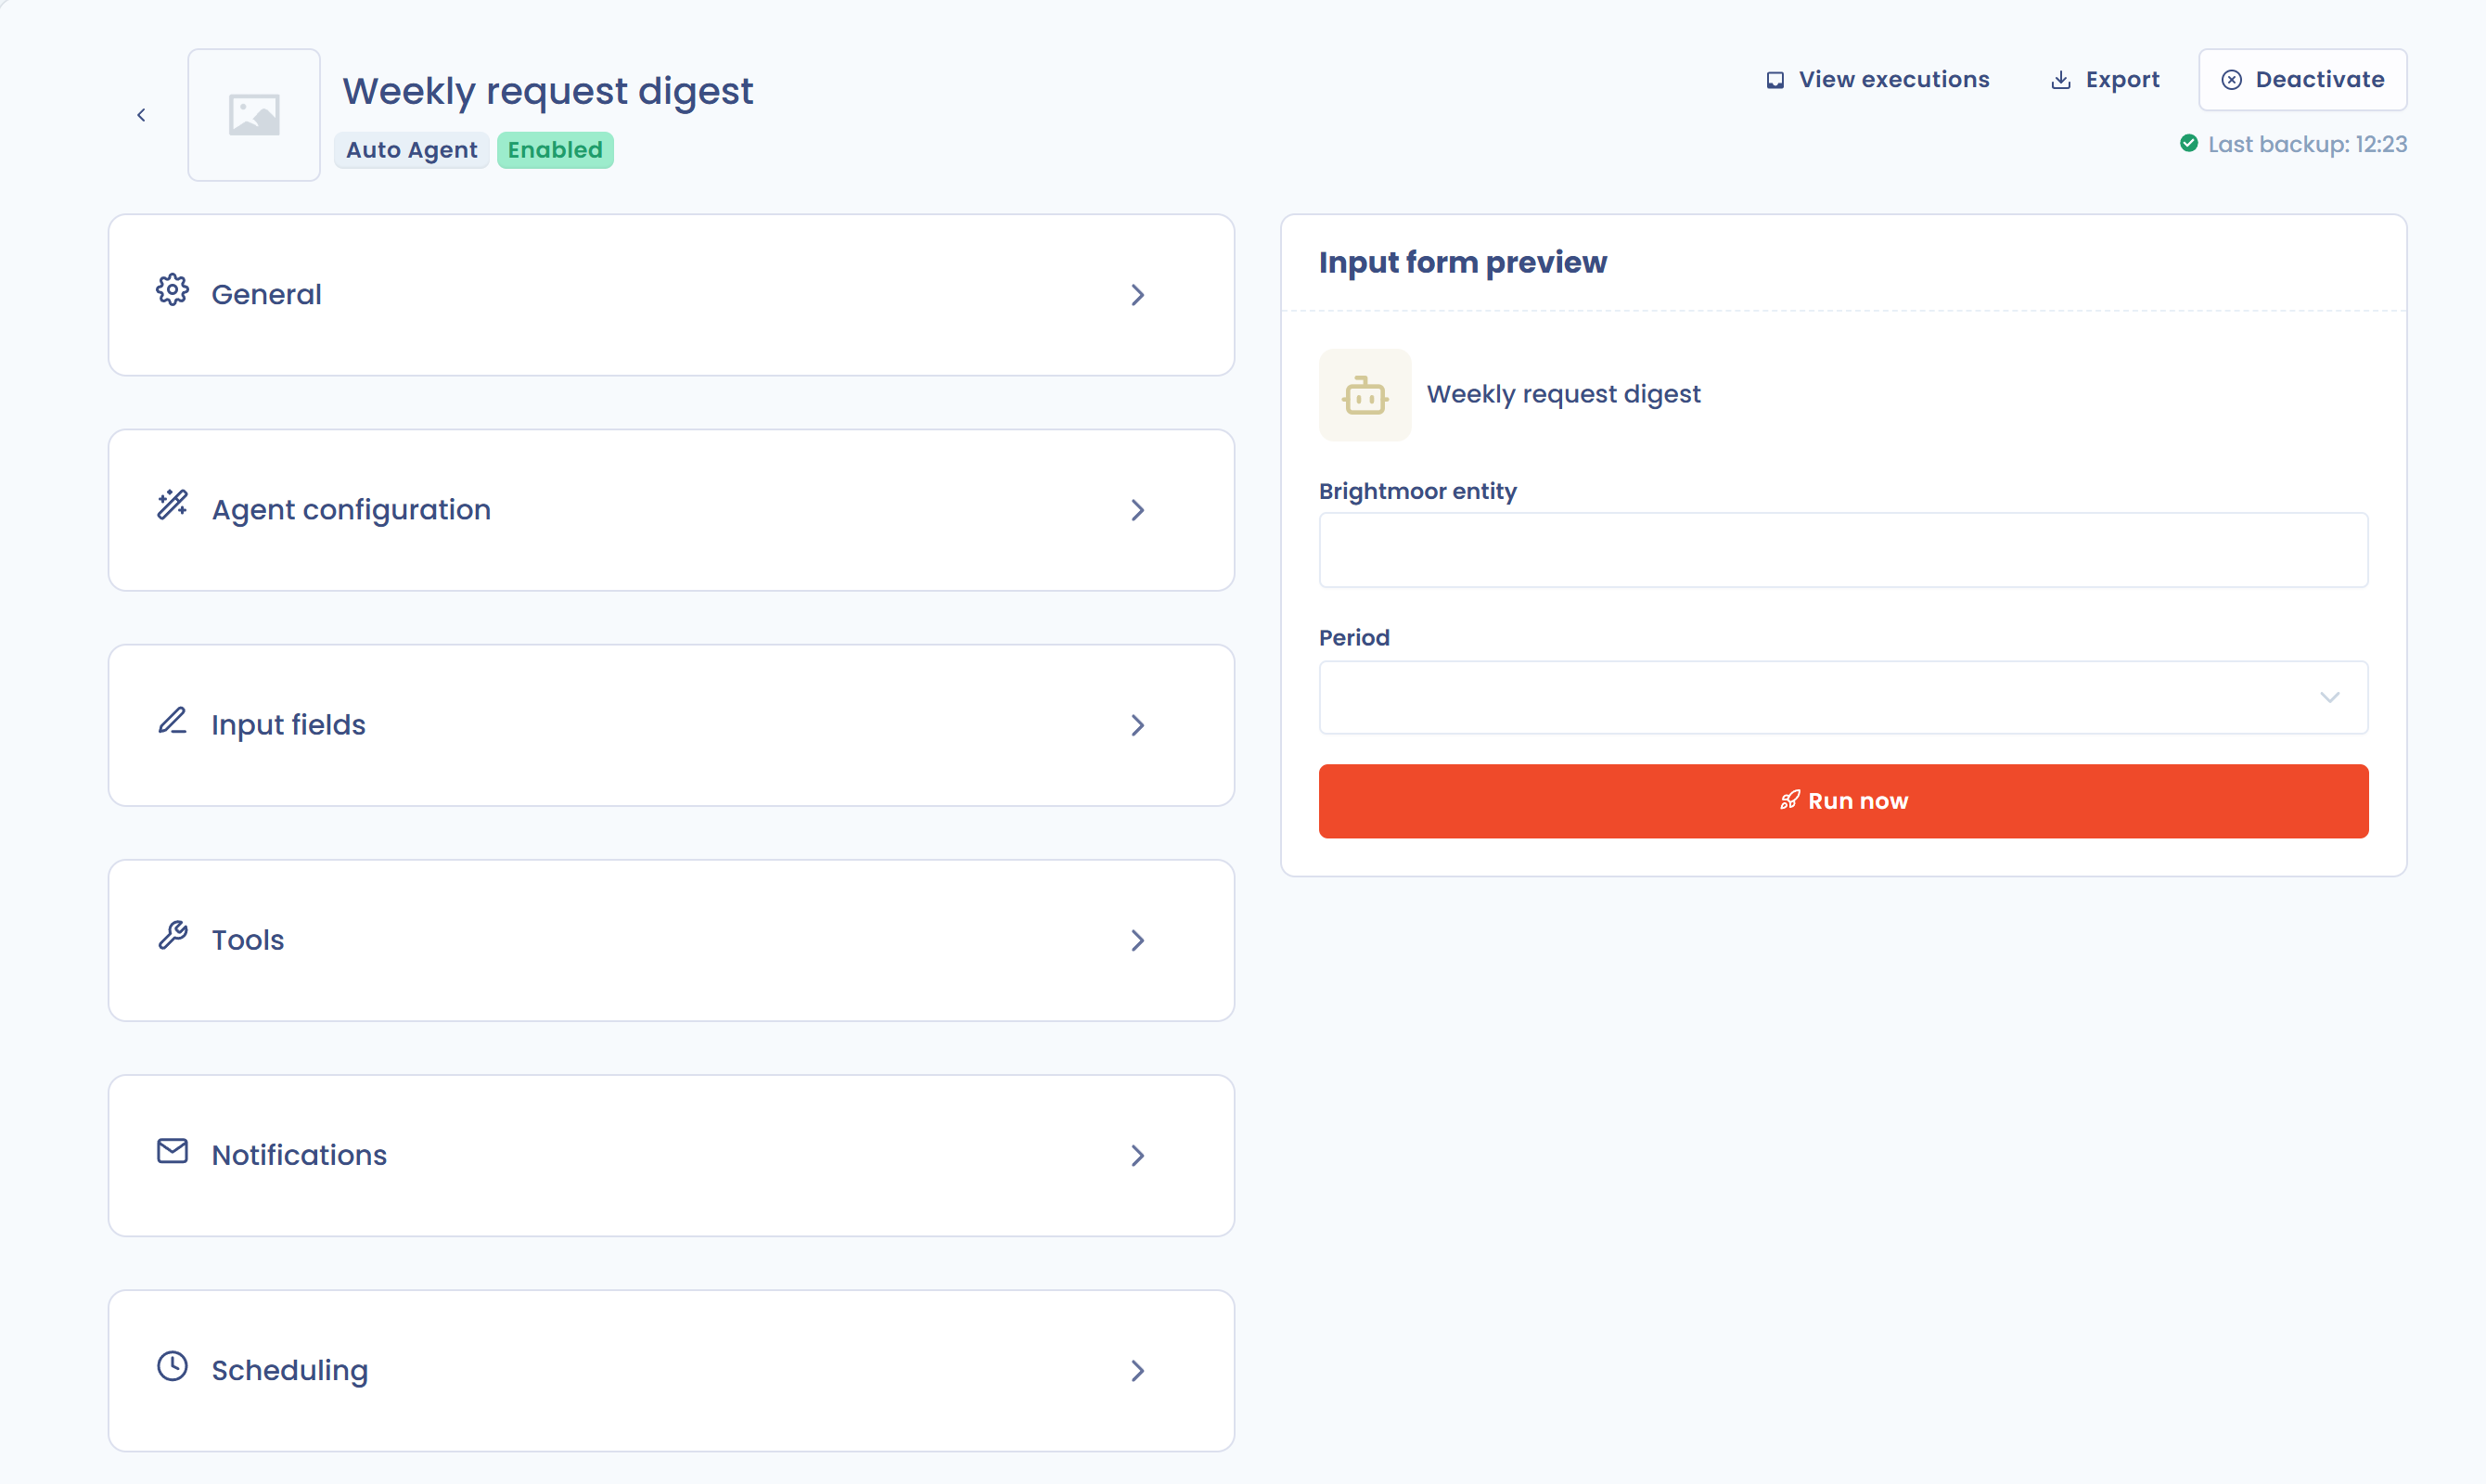 Weekly request digest
Auto Agent Enabled
View executions Export Deactivate
Last backup: 12:23
General
Agent configuration
Input fields
Tools
Notifications
Scheduling
Input form preview
Weekly request digest
Brightmoor entity
Period
Run now